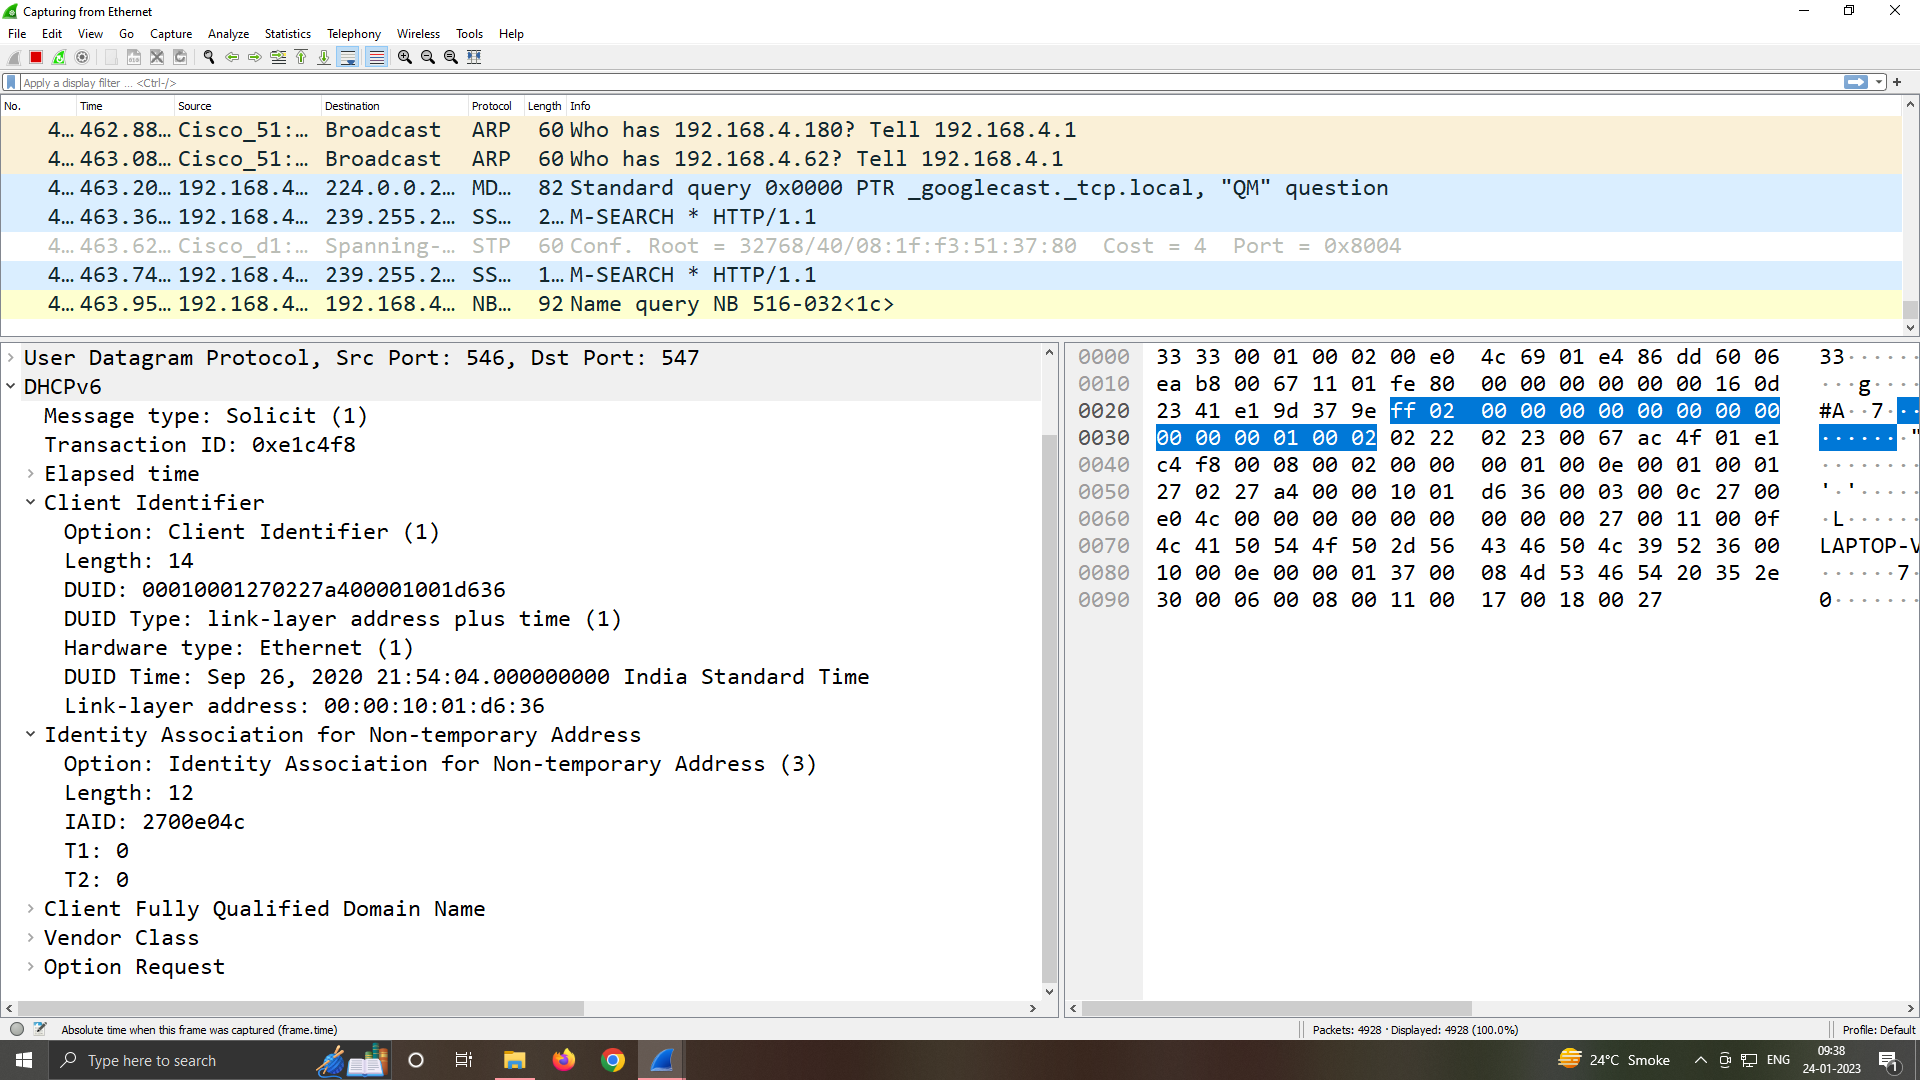 Capturing from Ethernet
File Edit View Go Capture Analyze Statistics Telephony Wireless Tools Help
Apply a display filter ... <Ctrl-/>
No. Time Source Destination Protocol Length Info
4... 462.88... Cisco_51:... Broadcast ARP 60 Who has 192.168.4.180? Tell 192.168.4.1
4... 463.08... Cisco_51:... Broadcast ARP 60 Who has 192.168.4.62? Tell 192.168.4.1
4... 463.20... 192.168.4... 224.0.0.2... MD... 82 Standard query 0x0000 PTR _googlecast._tcp.local, "QM" question
4... 463.36... 192.168.4... 239.255.2... SS... 2... M-SEARCH * HTTP/1.1
4... 463.62... Cisco_d1:... Spanning-... STP 60 Conf. Root = 32768/40/08:1f:f3:51:37:80 Cost = 4 Port = 0x8004
4... 463.74... 192.168.4... 239.255.2... SS... 1... M-SEARCH * HTTP/1.1
4... 463.95... 192.168.4... 192.168.4... NB... 92 Name query NB 516-032<1c>
User Datagram Protocol, Src Port: 546, Dst Port: 547
DHCPv6
Message type: Solicit (1)
Transaction ID: 0xe1c4f8
Elapsed time
Client Identifier
Option: Client Identifier (1)
Length: 14
DUID: 00010001270227a400001001d636
DUID Type: link-layer address plus time (1)
Hardware type: Ethernet (1)
DUID Time: Sep 26, 2020 21:54:04.000000000 India Standard Time
Link-layer address: 00:00:10:01:d6:36
Identity Association for Non-temporary Address
Option: Identity Association for Non-temporary Address (3)
Length: 12
IAID: 2700e04c
T1: 0
T2: 0
Client Fully Qualified Domain Name
Vendor Class
Option Request
0000 33 33 00 01 00 02 00 e0 4c 69 01 e4 86 dd 60 06 33······
0010 ea b8 00 67 11 01 fe 80 00 00 00 00 00 00 16 0d ···g····
0020 23 41 e1 9d 37 9e ff 02 00 00 00 00 00 00 00 00 #A··7···
0030 00 00 00 01 00 02 02 22 02 23 00 67 ac 4f 01 e1 ·······"
0040 c4 f8 00 08 00 02 00 00 00 01 00 0e 00 01 00 01 ········
0050 27 02 27 a4 00 00 10 01 d6 36 00 03 00 0c 27 00 '·'·····
0060 e0 4c 00 00 00 00 00 00 00 00 00 27 00 11 00 0f ·L······
0070 4c 41 50 54 4f 50 2d 56 43 46 50 4c 39 52 36 00 LAPTOP-V
0080 10 00 0e 00 00 01 37 00 08 4d 53 46 54 20 35 2e ······7·
0090 30 00 06 00 08 00 11 00 17 00 18 00 27 0·······
Absolute time when this frame was captured (frame.time)
Packets: 4928 · Displayed: 4928 (100.0%)
Profile: Default
Type here to search
24°C Smoke
ENG
09:38
24-01-2023
1